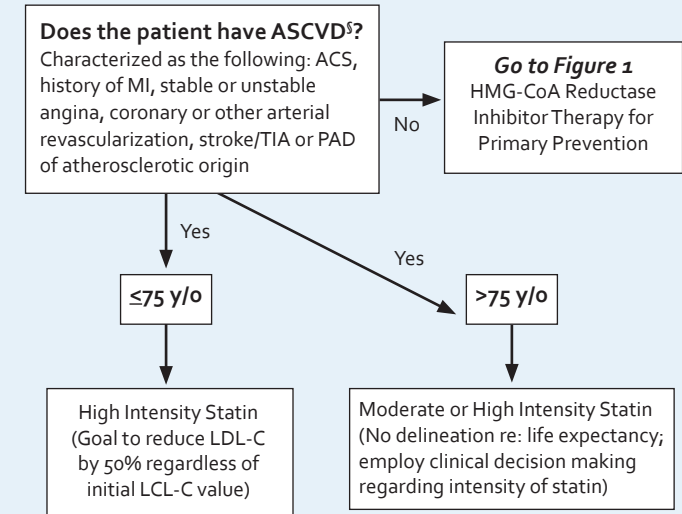 Does the patient have ASCVD§?
Characterized as the following: ACS,
history of MI, stable or unstable
angina, coronary or other arterial
revascularization, stroke/TIA or PAD
of atherosclerotic origin
No
Go to Figure 1
HMG-CoA Reductase
Inhibitor Therapy for
Primary Prevention
Yes
Yes
≤75 y/o
>75 y/o
High Intensity Statin
(Goal to reduce LDL-C
by 50% regardless of
initial LCL-C value)
Moderate or High Intensity Statin
(No delineation re: life expectancy;
employ clinical decision making
regarding intensity of statin)